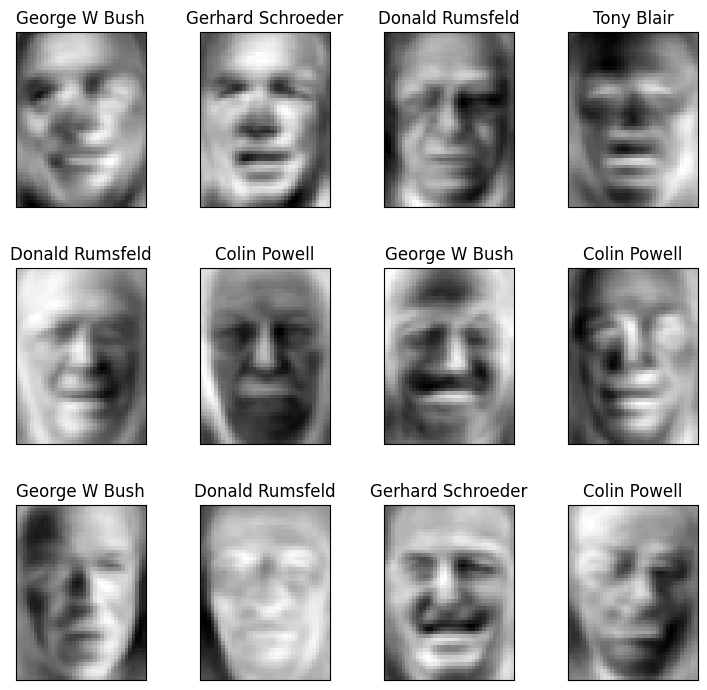 George W Bush
Gerhard Schroeder
Donald Rumsfeld
Tony Blair
Donald Rumsfeld
Colin Powell
George W Bush
Colin Powell
George W Bush
Donald Rumsfeld
Gerhard Schroeder
Colin Powell